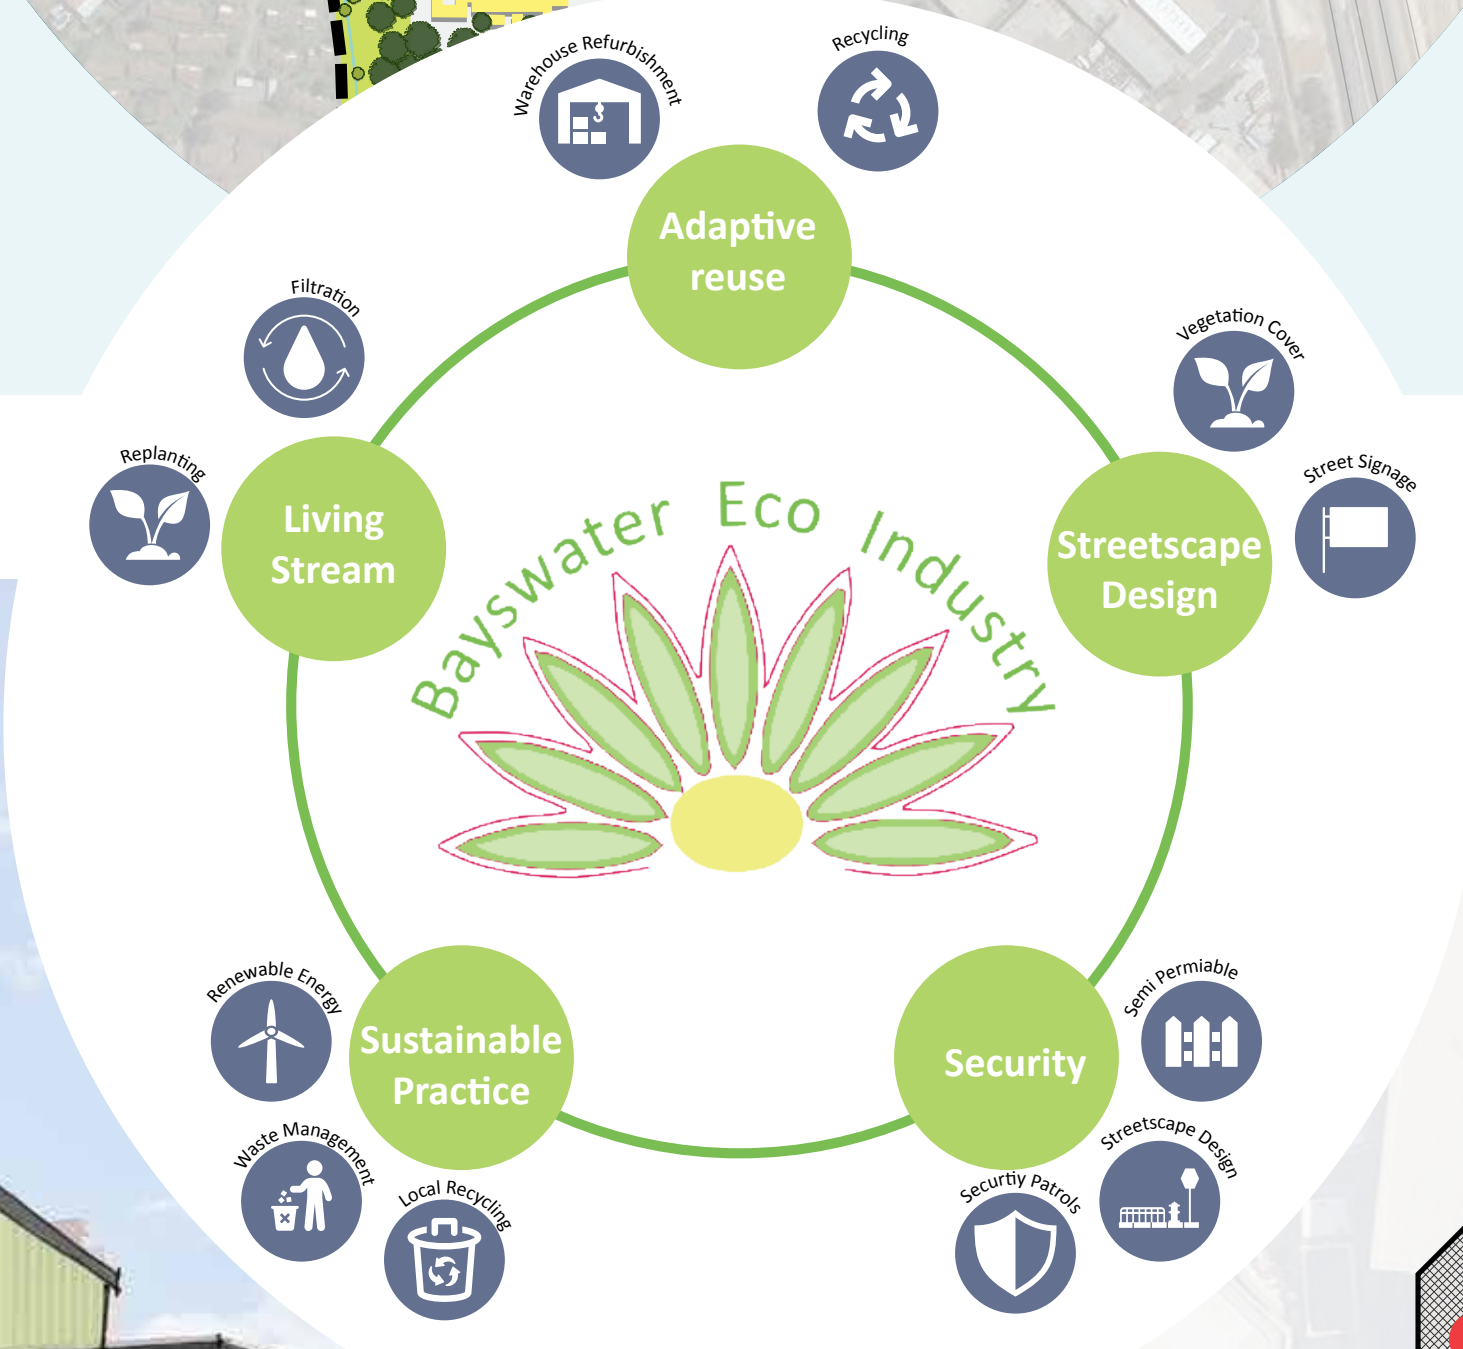 Warehouse Refurbishment
Recycling
Adaptive
reuse
Filtration
Replanting
Living
Stream
Vegetation Cover
Street Signage
Streetscape
Design
Bayswater Eco Industry
Renewable Energy
Waste Management
Local Recycling
Sustainable
Practice
Security
Semi Permiable
Streetscape Design
Securtiy Patrols